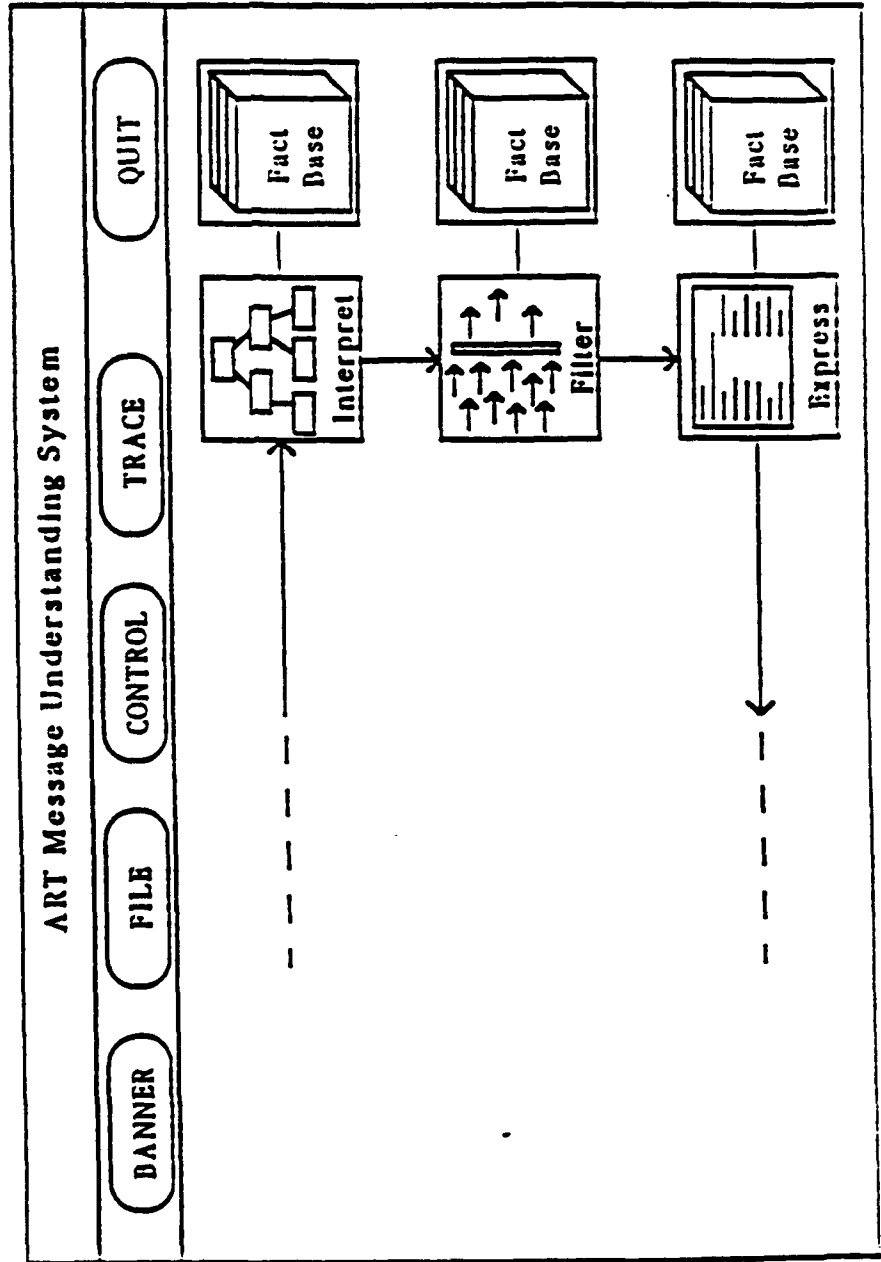 ART Message Understanding System
BANNER
FILE
CONTROL
TRACE
QUIT
Interpret
Fact
Base
Filter
Fact
Base
Express
Fact
Base